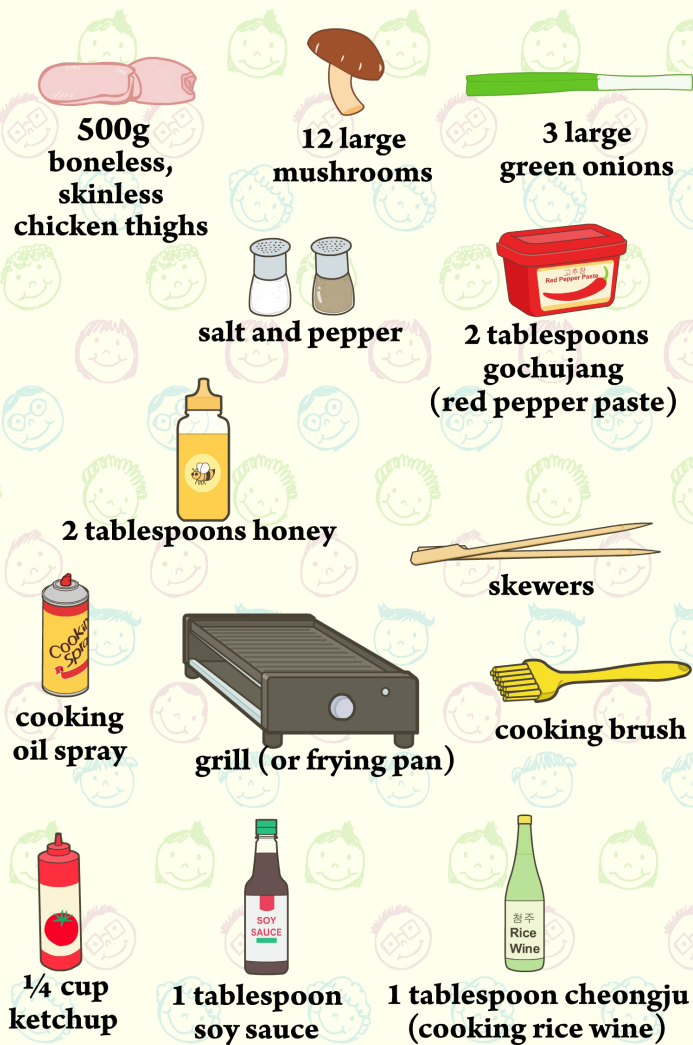 500g
boneless,
skinless
chicken thighs
12 large
mushrooms
3 large
green onions
salt and pepper
고추장
Red Pepper Paste
2 tablespoons
gochujang
(red pepper paste)
2 tablespoons honey
skewers
Cooking
Spra
cooking
oil spray
grill (or frying pan)
cooking brush
¼ cup
ketchup
SOY
SAUCE
1 tablespoon
soy sauce
청주
Rice
Wine
1 tablespoon cheongju
(cooking rice wine)